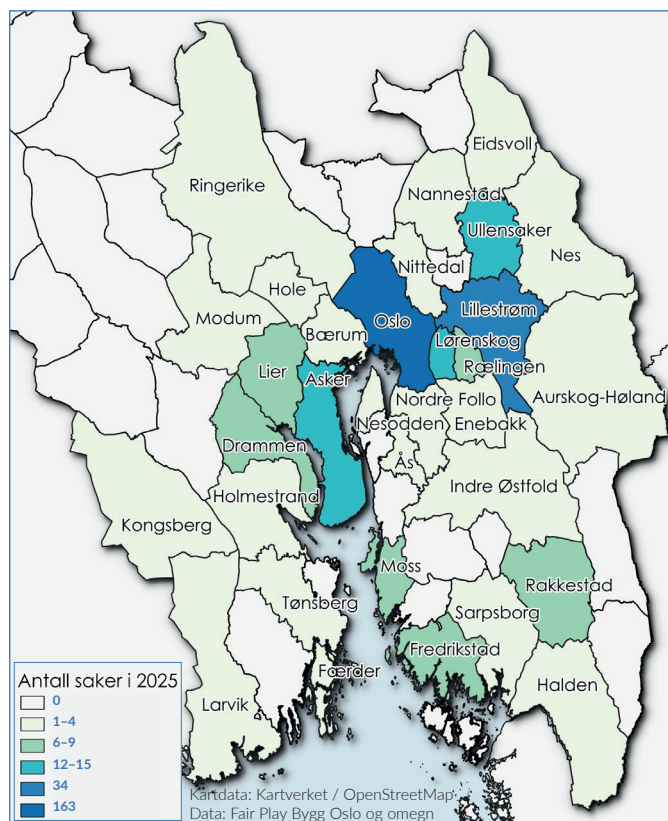 Eidsvoll
Ringerike
Nannestad
Ullensaker
Nes
Nittedal
Hole
Modum
Oslo
Lillestrøm
Bærum
Lørenskog
Lier
Asker
Rælingen
Aurskog-Høland
Nordre Follo
Nesodden
Enebakk
Drammen
Ås
Indre Østfold
Holmestrand
Kongsberg
Moss
Rakkestad
Tønsberg
Sarpsborg
Fredrikstad
Færder
Halden
Larvik
Antall saker i 2025
0
1–4
6–9
12–15
34
163
Kartdata: Kartverket / OpenStreetMap
Data: Fair Play Bygg Oslo og omegn